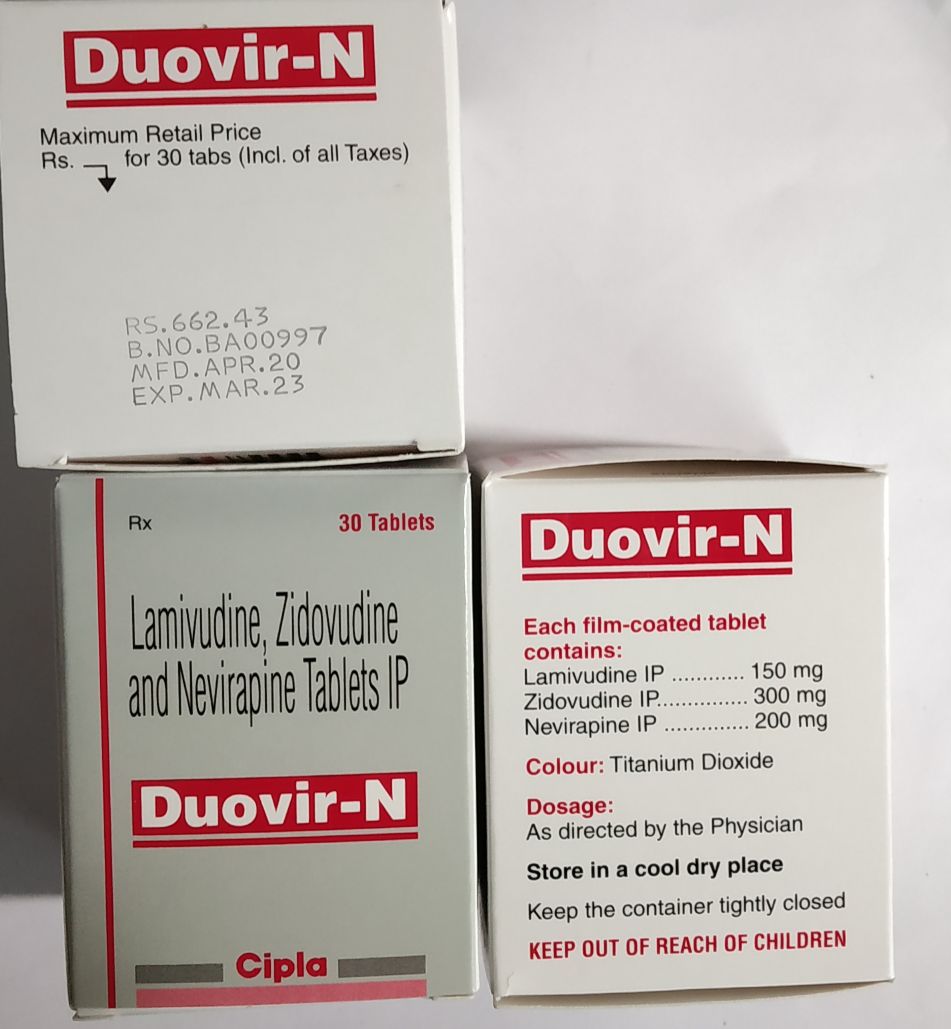 Duovir-N
Maximum Retail Price
Rs. for 30 tabs (Incl. of all Taxes)
RS.662.43
B.NO.BA00997
MFD.APR.20
EXP.MAR.23
Rx 30 Tablets
Lamivudine, Zidovudine
and Nevirapine Tablets IP
Duovir-N
Cipla
Duovir-N
Each film-coated tablet
contains:
Lamivudine IP ............ 150 mg
Zidovudine IP............... 300 mg
Nevirapine IP .............. 200 mg
Colour: Titanium Dioxide
Dosage:
As directed by the Physician
Store in a cool dry place
Keep the container tightly closed
KEEP OUT OF REACH OF CHILDREN